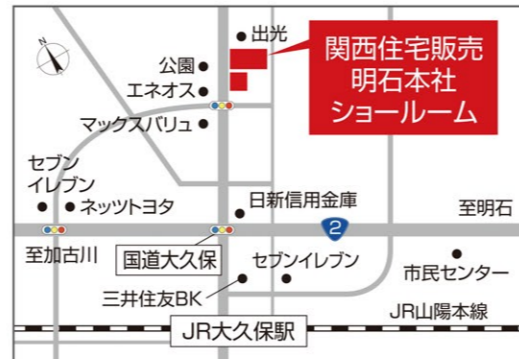 N
出光
関西住宅販売
明石本社
ショールーム
公園
エネオス
マックスバリュ
セブン
イレブン
ネッツトヨタ
日新信用金庫
2
至明石
至加古川
国道大久保
セブンイレブン
市民センター
三井住友BK
JR山陽本線
JR大久保駅